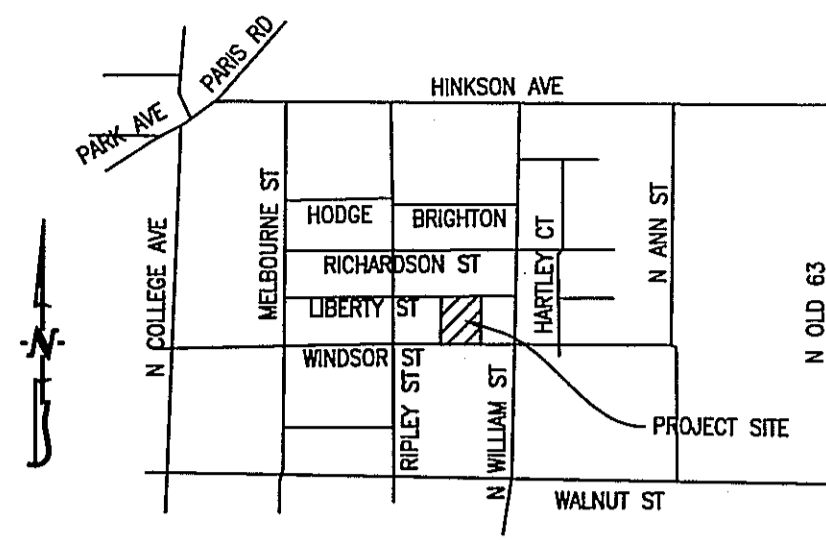 PARIS RD
HINKSON AVE
PARK AVE
N COLLEGE AVE
MELBOURNE ST
HODGE
BRIGHTON
HARTLEY CT
N ANN ST
N OLD 63
RICHARDSON ST
LIBERTY ST
N
WINDSOR ST
RIPLEY ST
N WILLIAM ST
PROJECT SITE
WALNUT ST